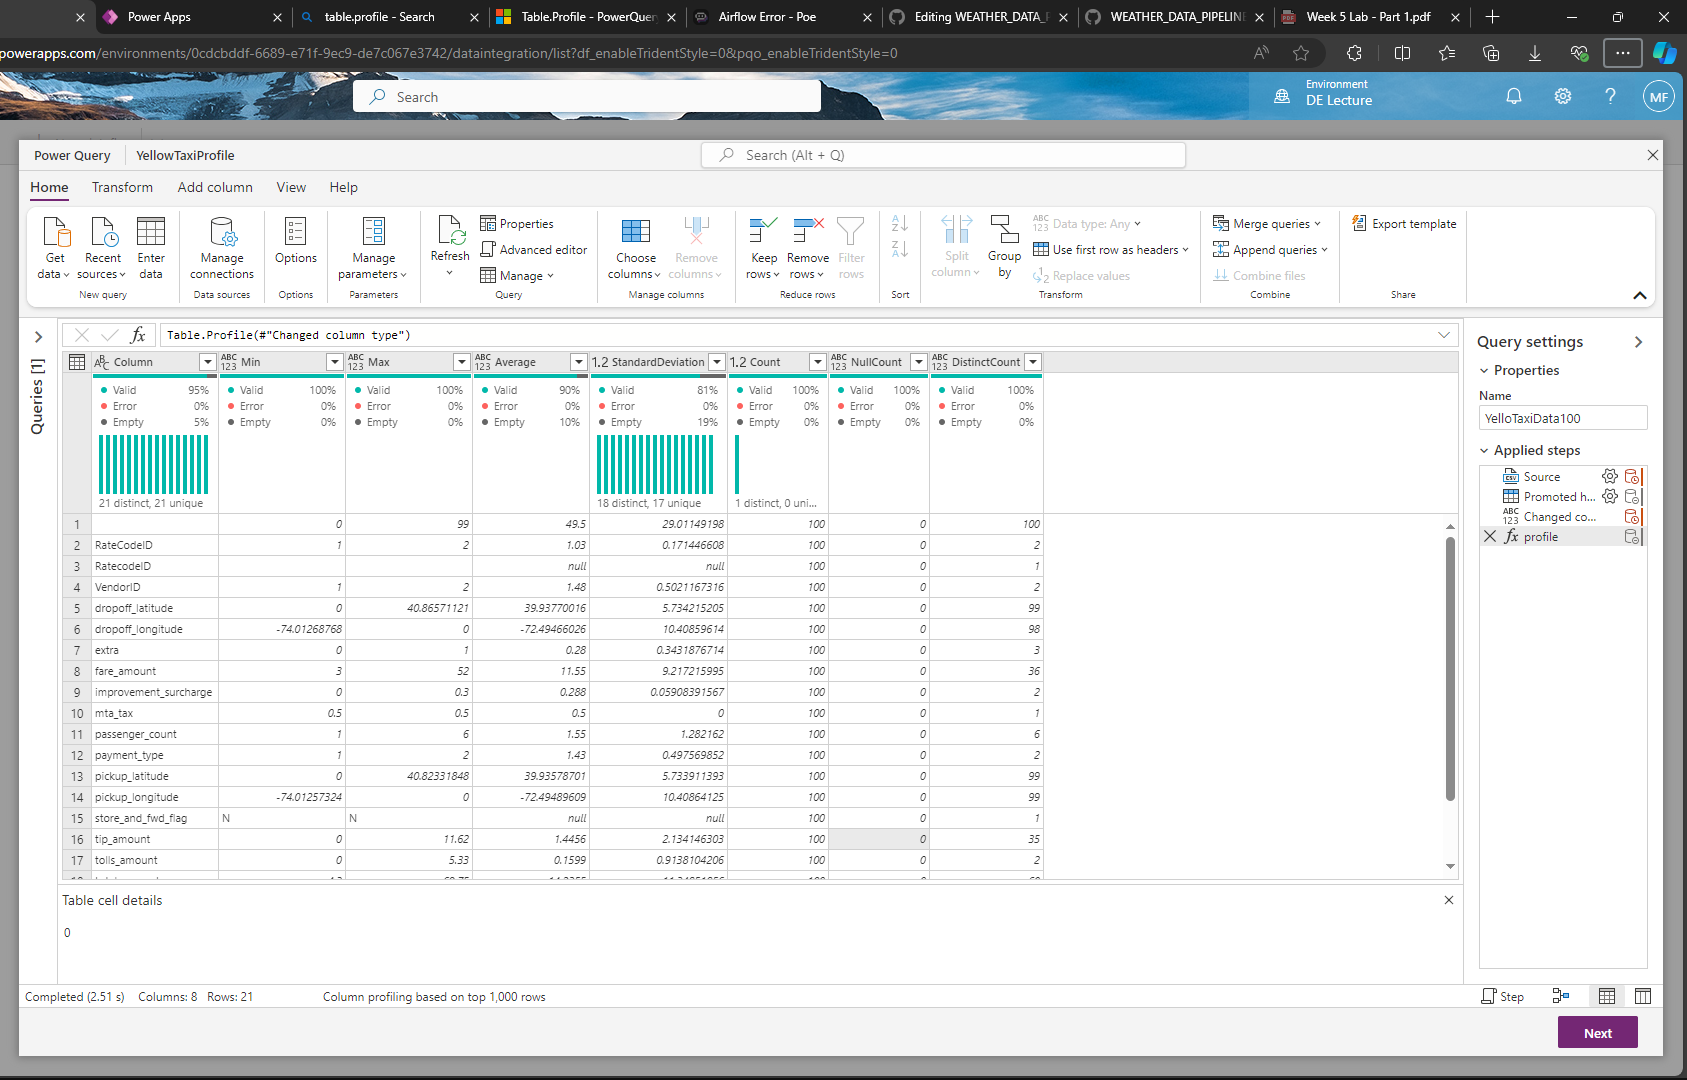 Power Apps
table.profile - Search
Table.Profile - PowerQuer
Airflow Error - Poe
Editing WEATHER_DATA_P
WEATHER_DATA_PIPELINE
Week 5 Lab - Part 1.pdf
powerapps.com/environments/0cdcbddf-6689-e71f-9ec9-de7c067e3742/dataintegration/list?df_enableTridentStyle=0&pqo_enableTridentStyle=0
Search
Environment
DE Lecture
MF
Power Query YellowTaxiProfile
Search (Alt + Q)
Home Transform Add column View Help
Get data
Recent sources
Enter data
New query
Manage connections
Data sources
Options
Options
Manage parameters
Parameters
Refresh
Properties
Advanced editor
Manage
Query
Choose columns
Remove columns
Manage columns
Keep rows
Remove rows
Filter rows
Reduce rows
Sort
Split column
Group by
Data type: Any
Use first row as headers
Replace values
Transform
Merge queries
Append queries
Combine files
Combine
Export template
Share
Queries [1]
fx Table.Profile(#"Changed column type")
Column Min Max Average 1.2 StandardDeviation 1.2 Count NullCount DistinctCount
Valid 95% Valid 100% Valid 100% Valid 90% Valid 81% Valid 100% Valid 100% Valid 100%
Error 0% Error 0% Error 0% Error 0% Error 0% Error 0% Error 0% Error 0%
Empty 5% Empty 0% Empty 0% Empty 10% Empty 19% Empty 0% Empty 0% Empty 0%
21 distinct, 21 unique 18 distinct, 17 unique 1 distinct, 0 uni...
1 0 99 49.5 29.01149198 100 0 100
2 RateCodeID 1 2 1.03 0.171446608 100 0 2
3 RatecodeID null null 100 0 1
4 VendorID 1 2 1.48 0.5021167316 100 0 2
5 dropoff_latitude 0 40.86571121 39.93770016 5.734215205 100 0 99
6 dropoff_longitude -74.01268768 0 -72.49466026 10.40859614 100 0 98
7 extra 0 1 0.28 0.3431876714 100 0 3
8 fare_amount 3 52 11.55 9.217215995 100 0 36
9 improvement_surcharge 0 0.3 0.288 0.05908391567 100 0 2
10 mta_tax 0.5 0.5 0.5 0 100 0 1
11 passenger_count 1 6 1.55 1.282162 100 0 6
12 payment_type 1 2 1.43 0.497569852 100 0 2
13 pickup_latitude 0 40.82331848 39.93578701 5.733911393 100 0 99
14 pickup_longitude -74.01257324 0 -72.49489609 10.40864125 100 0 99
15 store_and_fwd_flag N N null null 100 0 1
16 tip_amount 0 11.62 1.4456 2.134146303 100 0 35
17 tolls_amount 0 5.33 0.1599 0.9138104206 100 0 2
Table cell details
0
Query settings
Properties
Name
YelloTaxiData100
Applied steps
Source
Promoted h...
Changed co...
fx profile
Completed (2.51 s) Columns: 8 Rows: 21 Column profiling based on top 1,000 rows
Step
Next